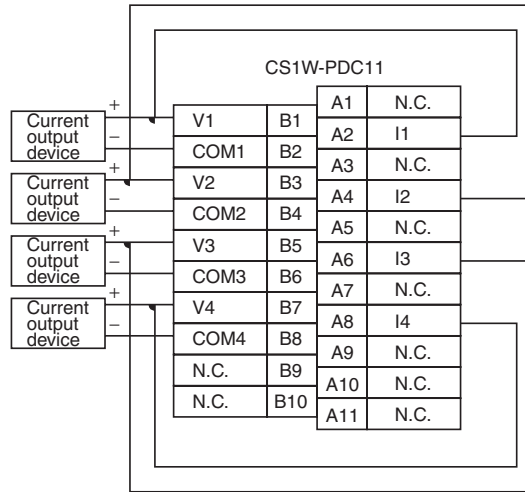 CS1W-PDC11
+
Current
output
device
−
+
Current
output
device
−
+
Current
output
device
−
+
Current
output
device
−
V1 B1
COM1 B2
V2 B3
COM2 B4
V3 B5
COM3 B6
V4 B7
COM4 B8
N.C. B9
N.C. B10
A1 N.C.
A2 I1
A3 N.C.
A4 I2
A5 N.C.
A6 I3
A7 N.C.
A8 I4
A9 N.C.
A10 N.C.
A11 N.C.